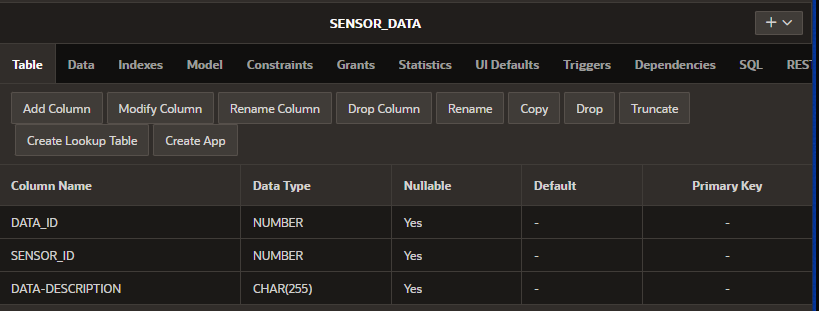 SENSOR_DATA
+
Table Data Indexes Model Constraints Grants Statistics UI Defaults Triggers Dependencies SQL
Add Column Modify Column Rename Column Drop Column Rename Copy Drop Truncate
Create Lookup Table Create App
Column Name Data Type Nullable Default Primary Key
DATA_ID NUMBER Yes - -
SENSOR_ID NUMBER Yes - -
DATA-DESCRIPTION CHAR(255) Yes - -